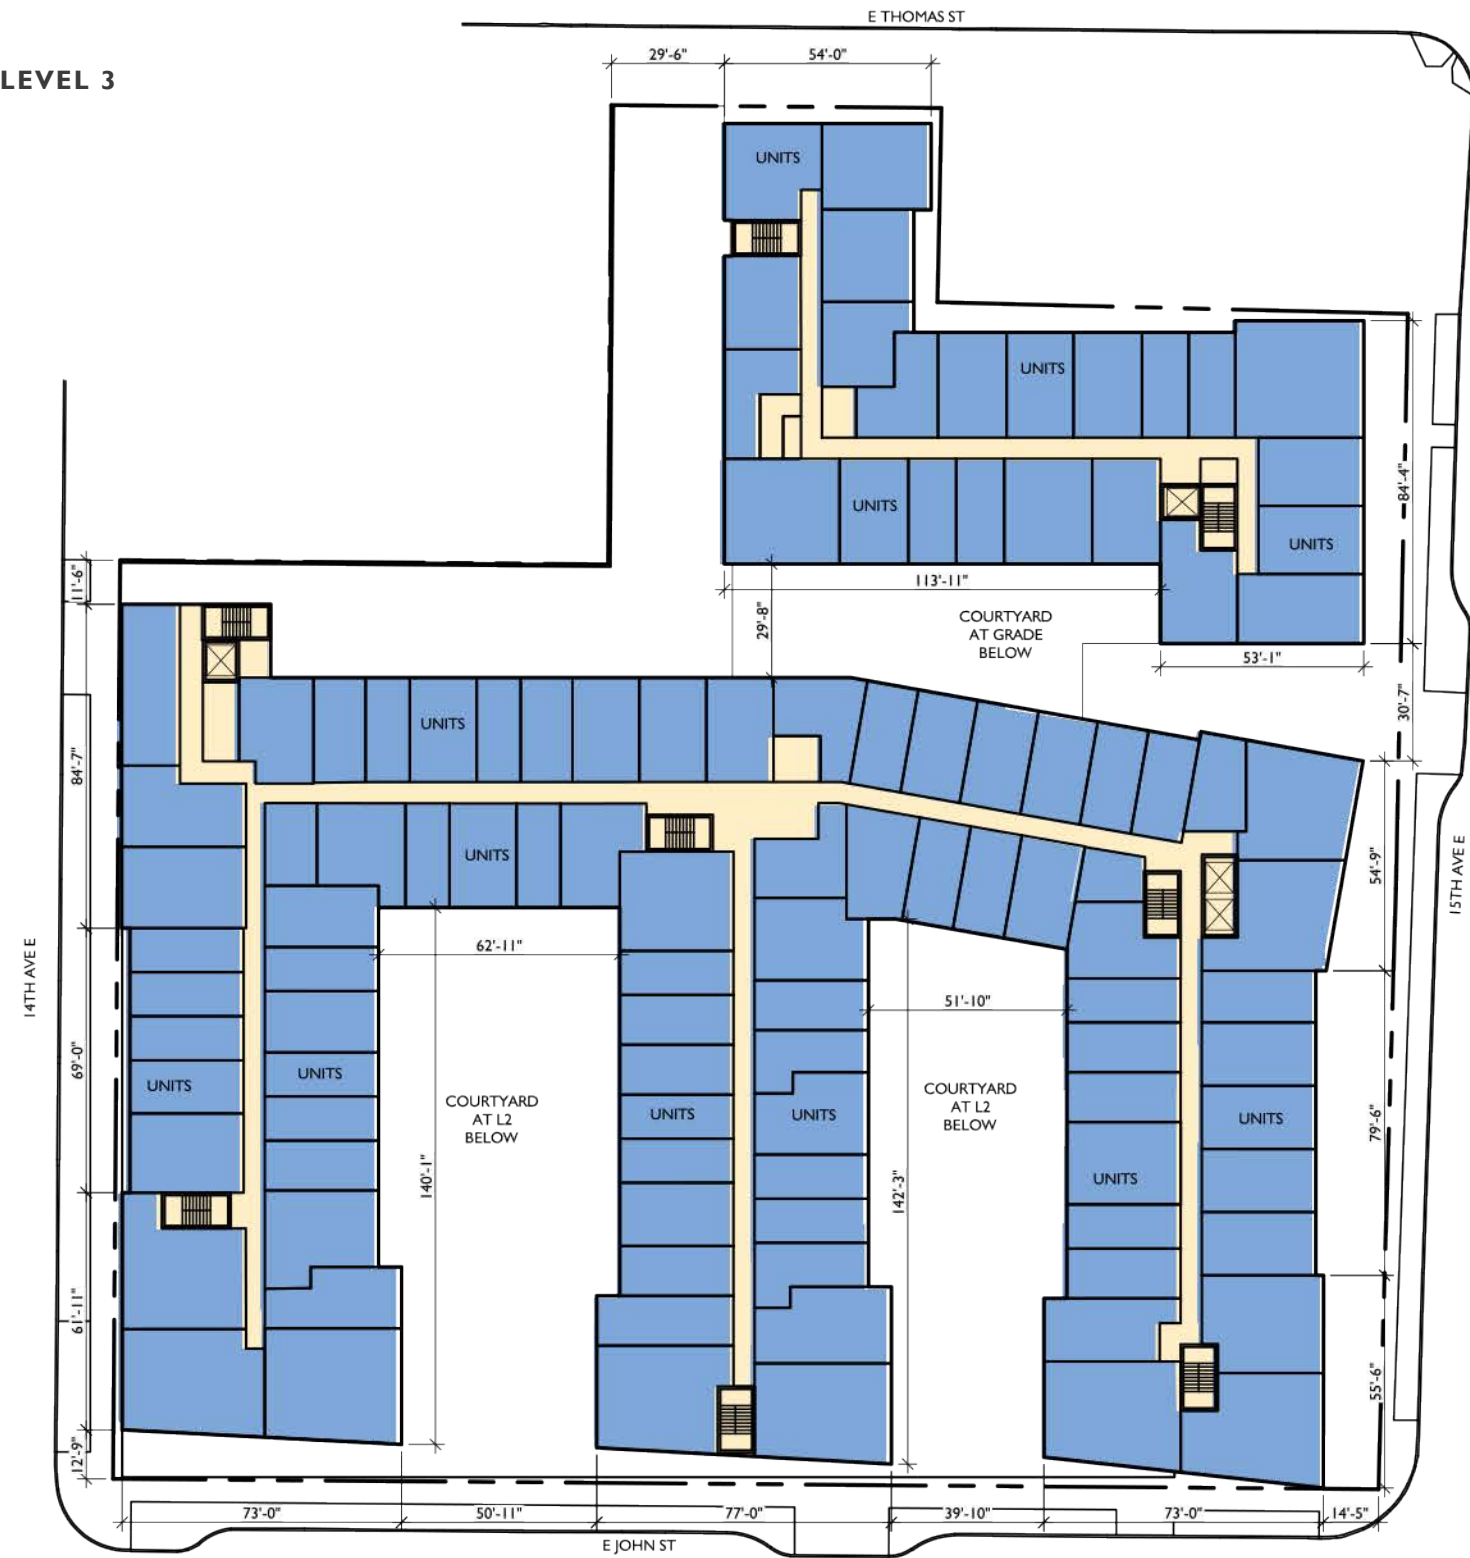 E THOMAS ST
LEVEL 3
29'-6"
54'-0"
UNITS
UNITS
84'-4"
UNITS
UNITS
11'-6"
113'-11"
29'-8"
COURTYARD
AT GRADE
BELOW
53'-1"
30'-7"
UNITS
84'-7"
54'-9"
15TH AVE E
UNITS
62'-11"
14TH AVE E
51'-10"
69'-0"
UNITS
UNITS
COURTYARD
AT L2
BELOW
UNITS
UNITS
COURTYARD
AT L2
BELOW
UNITS
79'-6"
140'-1"
142'-3"
UNITS
61'-11"
55'-6"
12'-9"
73'-0"
50'-11"
77'-0"
39'-10"
73'-0"
14'-5"
E JOHN ST